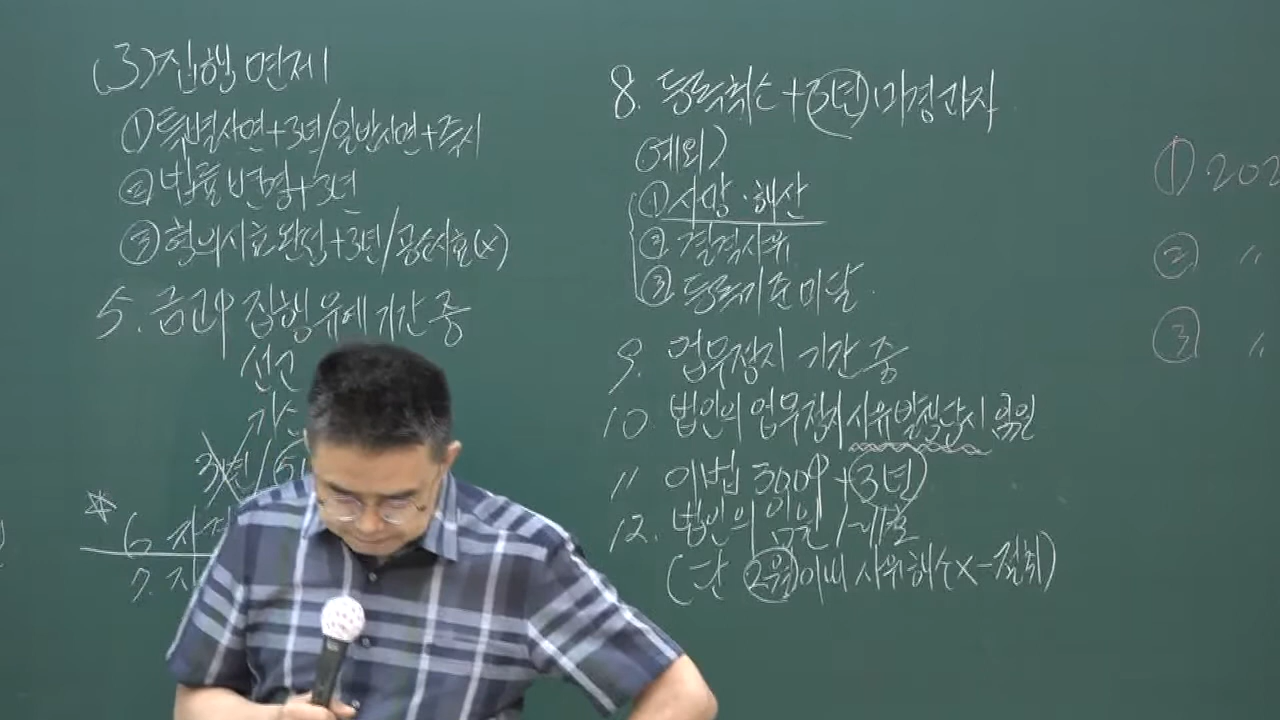 (3) 집행 면제
① 특별사면+3년/일반사면+즉시
② 법률변경+3년
③ 형의시효완성+3년/공소시효(x)
5. 금고↑ 집행유예기간 중
선고
3년/(5
☆ 6. 자격
7. 자
8. 등록취소+(3년)미경과자
(예외)
① 사망·해산
② 결격사유
③ 등록기준미달.
9. 업무정지 기간 중
10. 법인의 업무정지 사유발생당시 임원
11 이법 300↑+(3년)
12. 법인의 임원/
(단 2월이내 사유해소x-절취)
① 202
② 〃
③ 〃